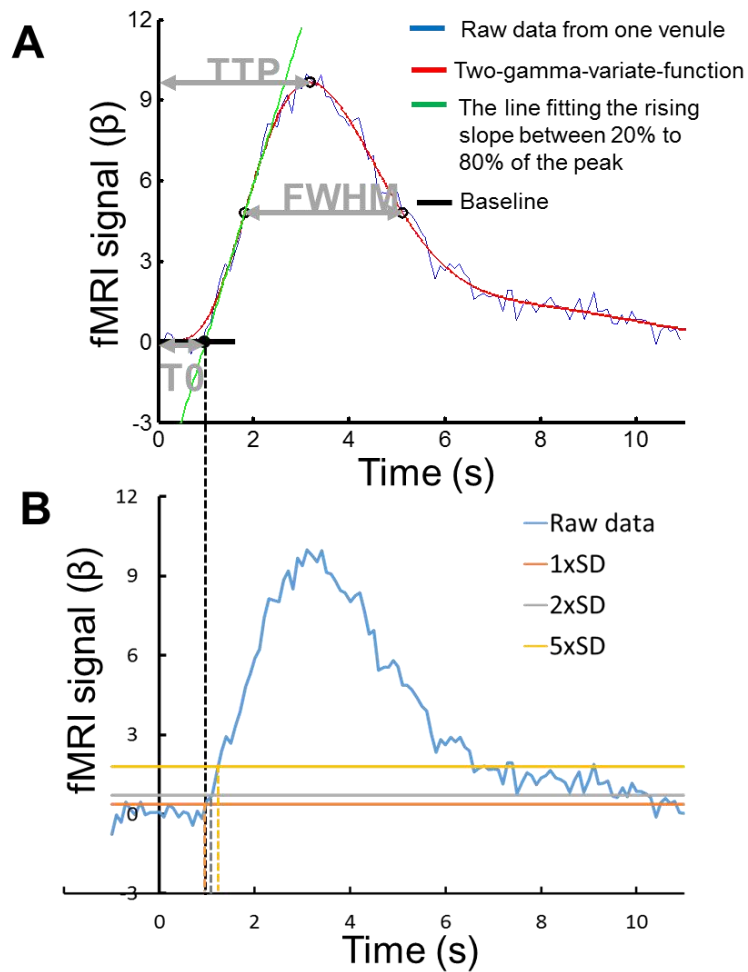 A
12
9
6
3
0
-3
fMRI signal (β)
TTP
FWHM
T0
Raw data from one venule
Two-gamma-variate-function
The line fitting the rising
slope between 20% to
80% of the peak
Baseline
0 2 4 6 8 10
Time (s)
B
12
9
6
3
0
-3
fMRI signal (β)
Raw data
1xSD
2xSD
5xSD
0 2 4 6 8 10
Time (s)